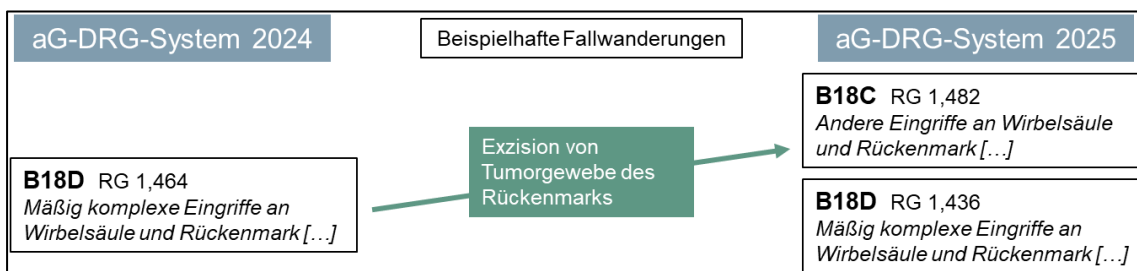 aG-DRG-System 2024
Beispielhafte Fallwanderungen
aG-DRG-System 2025
B18D RG 1,464
Mäßig komplexe Eingriffe an
Wirbelsäule und Rückenmark [...]
Exzision von
Tumorgewebe des
Rückenmarks
B18C RG 1,482
Andere Eingriffe an Wirbelsäule
und Rückenmark [...]
B18D RG 1,436
Mäßig komplexe Eingriffe an
Wirbelsäule und Rückenmark [...]